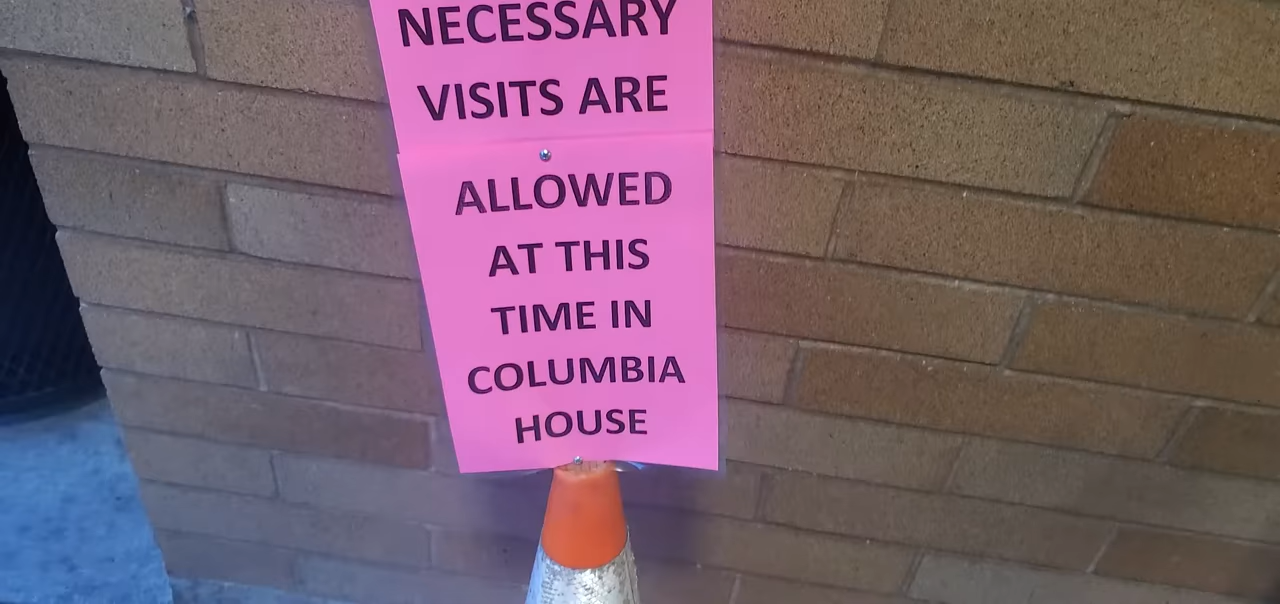 NECESSARY
VISITS ARE
ALLOWED
AT THIS
TIME IN
COLUMBIA
HOUSE